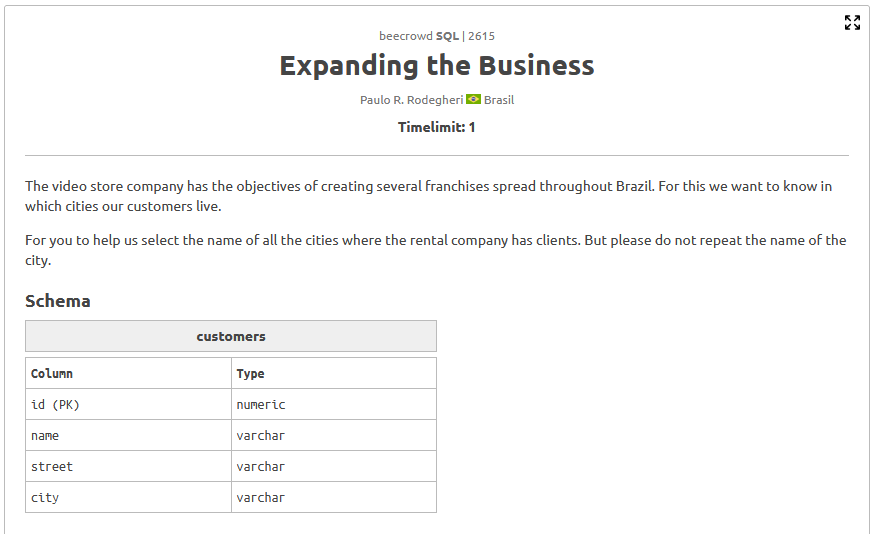 beecrowd SQL | 2615
Expanding the Business
Paulo R. Rodegheri Brasil
Timelimit: 1
The video store company has the objectives of creating several franchises spread throughout Brazil. For this we want to know in
which cities our customers live.
For you to help us select the name of all the cities where the rental company has clients. But please do not repeat the name of the
city.
Schema
customers
Column Type
id (PK) numeric
name varchar
street varchar
city varchar